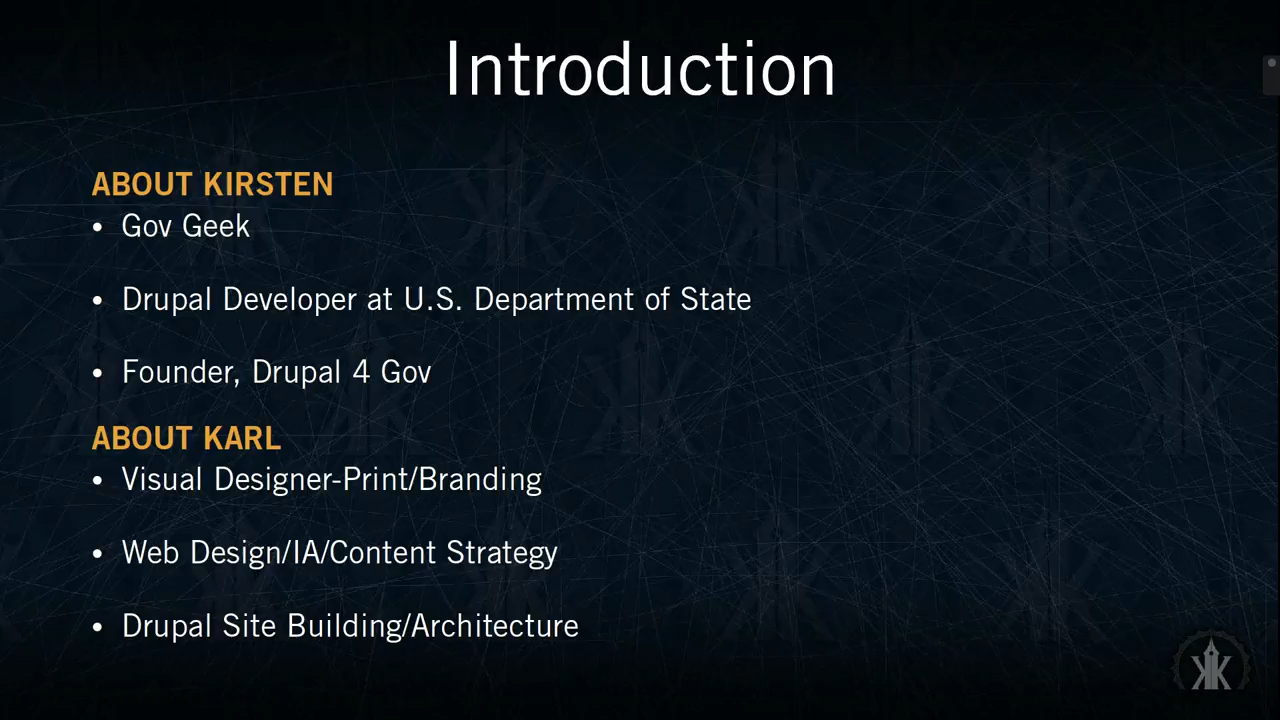 Introduction
ABOUT KIRSTEN
• Gov Geek
• Drupal Developer at U.S. Department of State
• Founder, Drupal 4 Gov
ABOUT KARL
• Visual Designer-Print/Branding
• Web Design/IA/Content Strategy
• Drupal Site Building/Architecture